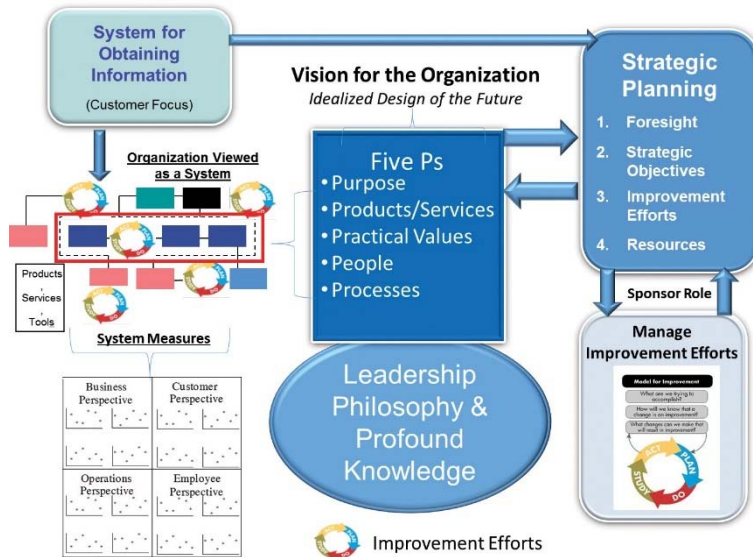 System for
Obtaining
Information
(Customer Focus)
Vision for the Organization
Idealized Design of the Future
Strategic
Planning
1. Foresight
2. Strategic
Objectives
3. Improvement
Efforts
4. Resources
Organization Viewed
as a System
ACT
PLAN
DO
STUDY
Products
,
Services
,
Tools
Five Ps
•Purpose
•Products/Services
•Practical Values
•People
•Processes
Sponsor Role
System Measures
Business
Perspective
Customer
Perspective
Operations
Perspective
Employee
Perspective
Leadership
Philosophy &
Profound
Knowledge
Manage
Improvement Efforts
Model for Improvement
What are we trying to
accomplish?
How will we know that a
change is an improvement?
What changes can we make that
will result in improvement?
ACT
PLAN
DO
STUDY
Improvement Efforts